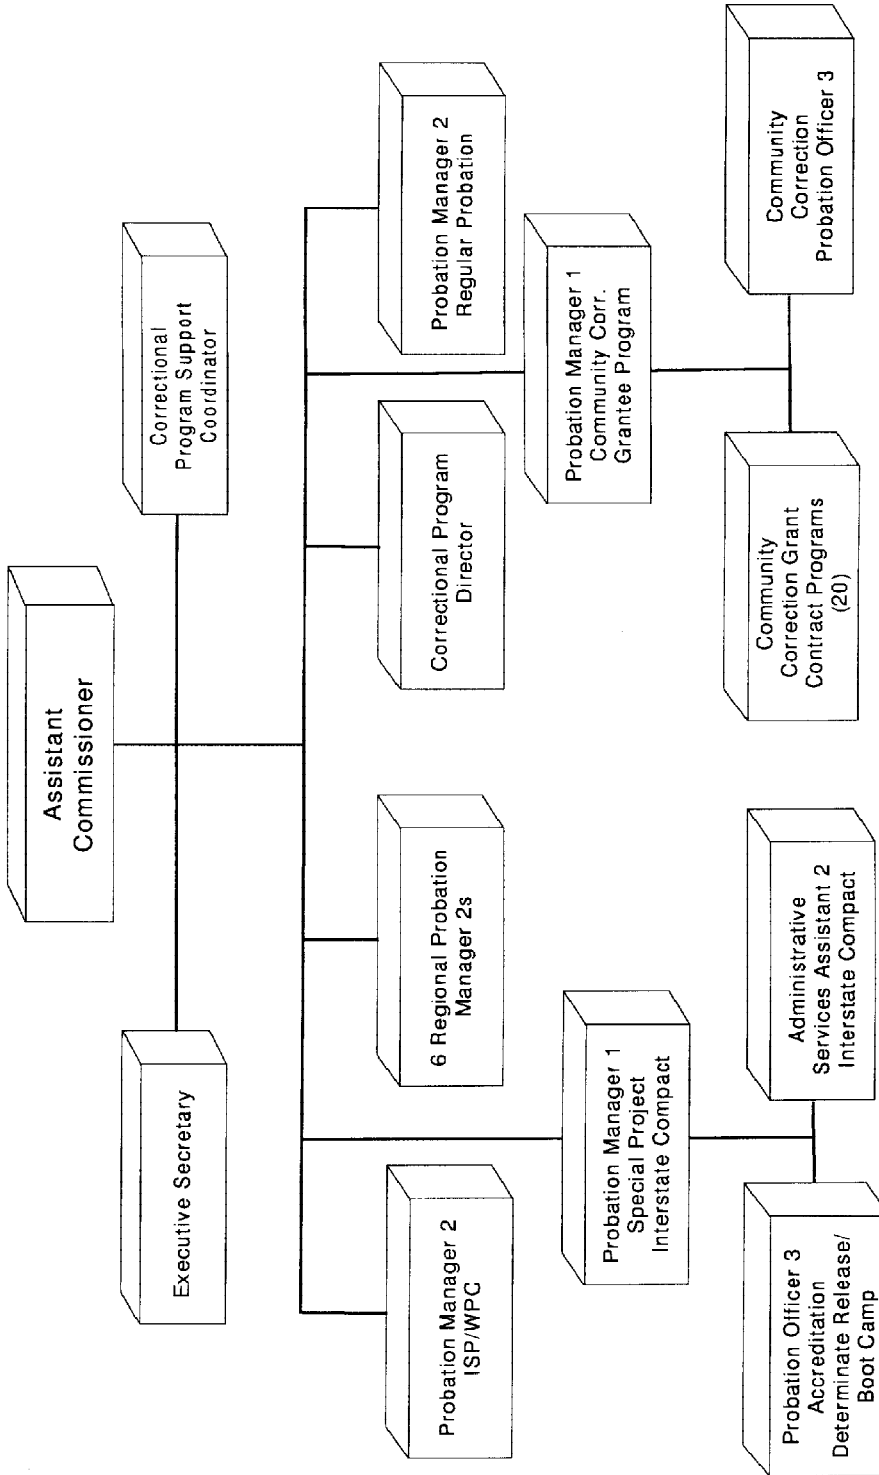 Assistant
Commissioner
Executive Secretary
Correctional
Program Support
Coordinator
Probation Manager 2
ISP/WPC
6 Regional Probation
Manager 2s
Correctional Program
Director
Probation Manager 2
Regular Probation
Probation Manager 1
Special Project
Interstate Compact
Probation Manager 1
Community Corr.
Grantee Program
Probation Officer 3
Accreditation
Determinate Release/
Boot Camp
Administrative
Services Assistant 2
Interstate Compact
Community
Correction Grant
Contract Programs
(20)
Community
Correction
Probation Officer 3